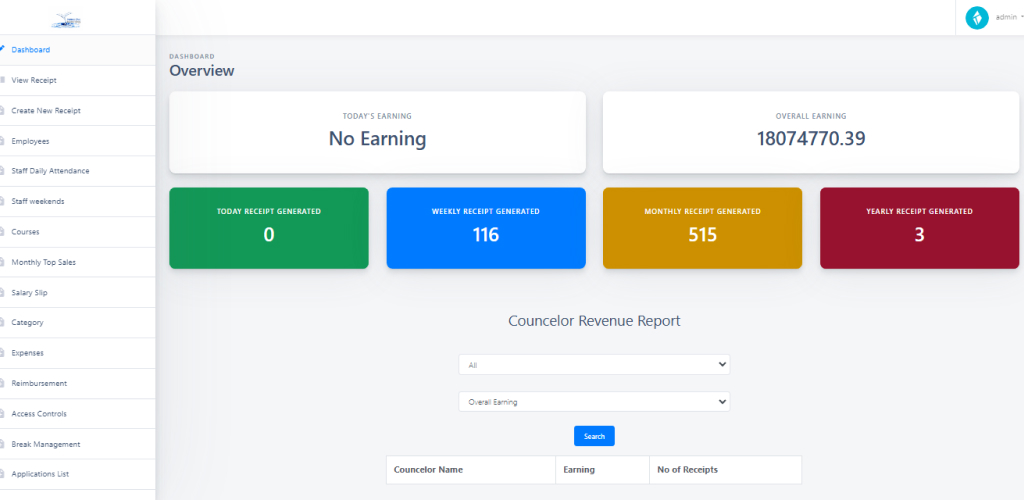 admin
Dashboard
View Receipt
Create New Receipt
Employees
Staff Daily Attendance
Staff weekends
Courses
Monthly Top Sales
Salary Slip
Category
Expenses
Reimbursement
Access Controls
Break Management
Applications List
DASHBOARD
Overview
TODAY'S EARNING
No Earning
OVERALL EARNING
18074770.39
TODAY RECEIPT GENERATED
0
WEEKLY RECEIPT GENERATED
116
MONTHLY RECEIPT GENERATED
515
YEARLY RECEIPT GENERATED
3
Councelor Revenue Report
All
Overall Earning
Search
Councelor Name Earning No of Receipts